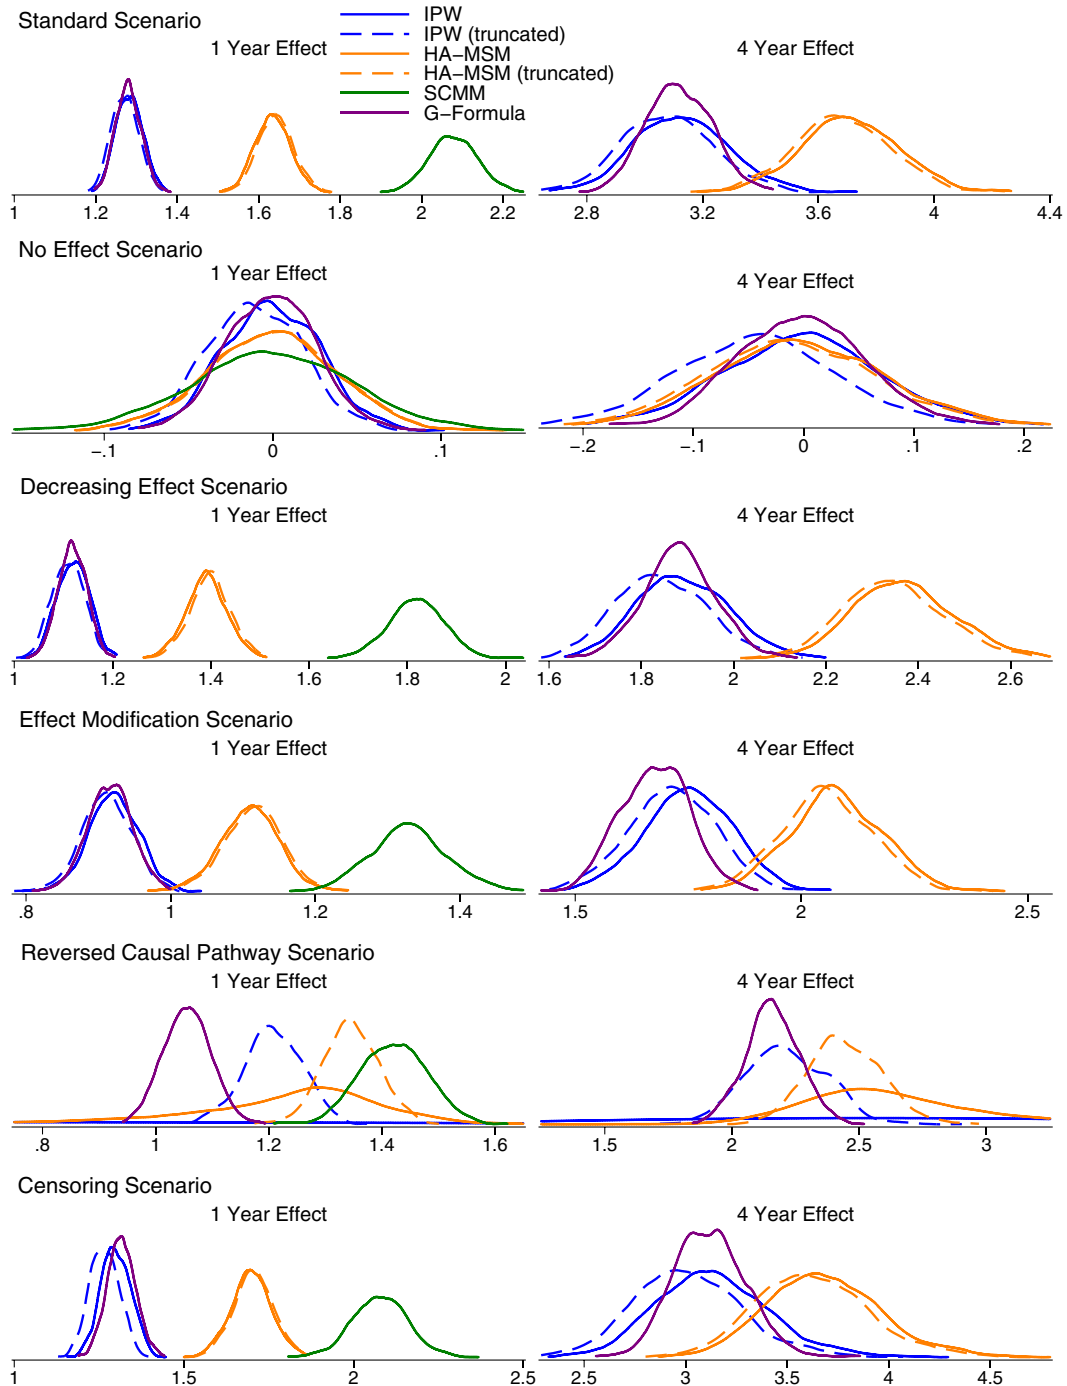 Standard Scenario
IPW
IPW (truncated)
HA−MSM
HA−MSM (truncated)
SCMM
G−Formula
1 Year Effect
4 Year Effect
1 1.2 1.4 1.6 1.8 2 2.2
2.8 3.2 3.6 4 4.4
No Effect Scenario
1 Year Effect
4 Year Effect
−.1 0 .1
−.2 −.1 0 .1 .2
Decreasing Effect Scenario
1 Year Effect
4 Year Effect
1 1.2 1.4 1.6 1.8 2
1.6 1.8 2 2.2 2.4 2.6
Effect Modification Scenario
1 Year Effect
4 Year Effect
.8 1 1.2 1.4
1.5 2 2.5
Reversed Causal Pathway Scenario
1 Year Effect
4 Year Effect
.8 1 1.2 1.4 1.6
1.5 2 2.5 3
Censoring Scenario
1 Year Effect
4 Year Effect
1 1.5 2 2.5
2.5 3 3.5 4 4.5